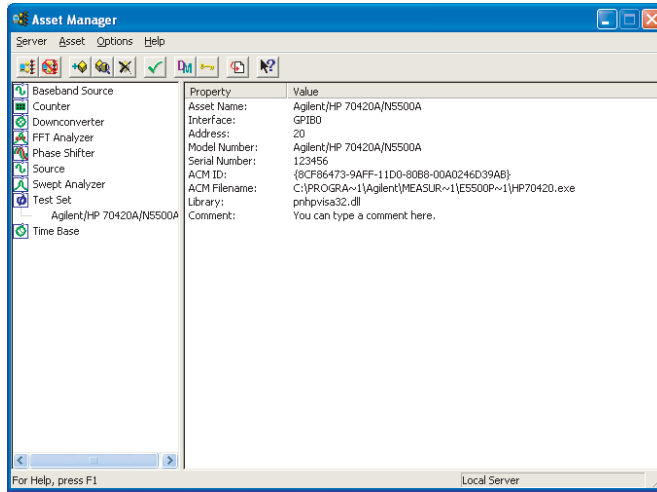 Asset Manager
Server Asset Options Help
Baseband Source
Counter
Downconverter
FFT Analyzer
Phase Shifter
Source
Swept Analyzer
Test Set
Agilent/HP 70420A/N5500A
Time Base
Property Value
Asset Name: Agilent/HP 70420A/N5500A
Interface: GPIB0
Address: 20
Model Number: Agilent/HP 70420A/N5500A
Serial Number: 123456
ACM ID: {8CF86473-9AFF-11D0-80B8-00A0246D39AB}
ACM Filename: C:\PROGRA~1\Agilent\MEASUR~1\E5500P~1\HP70420.exe
Library: pnhpvisa32.dll
Comment: You can type a comment here.
For Help, press F1
Local Server